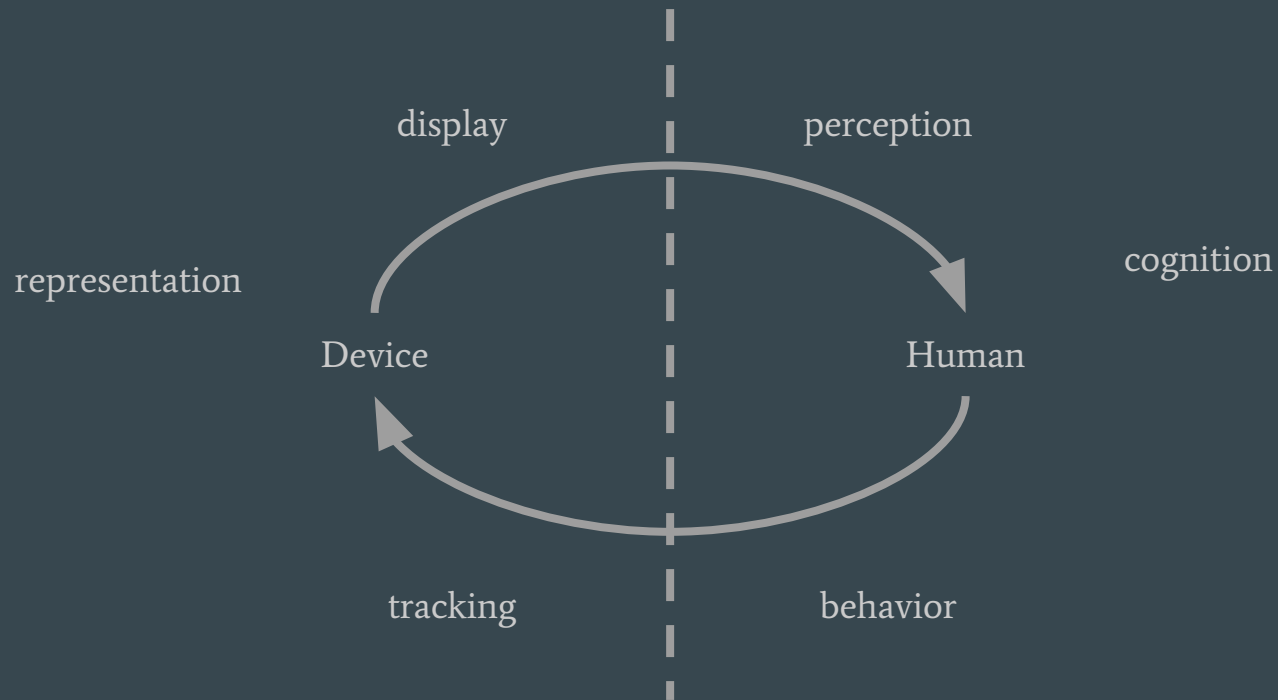 display
perception
representation
cognition
Device
Human
tracking
behavior